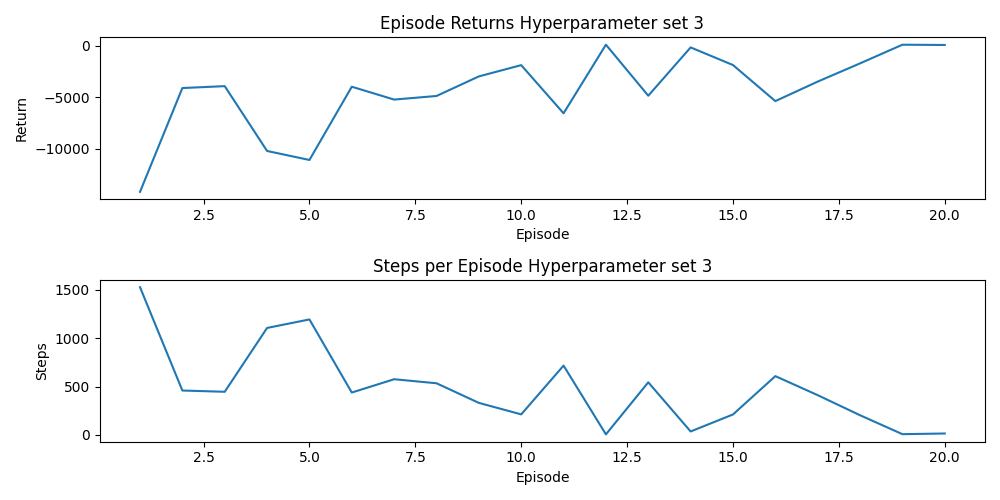 Episode Returns Hyperparameter set 3
0
−5000
−10000
Return
2.5 5.0 7.5 10.0 12.5 15.0 17.5 20.0
Episode
Steps per Episode Hyperparameter set 3
1500
1000
500
0
Steps
2.5 5.0 7.5 10.0 12.5 15.0 17.5 20.0
Episode